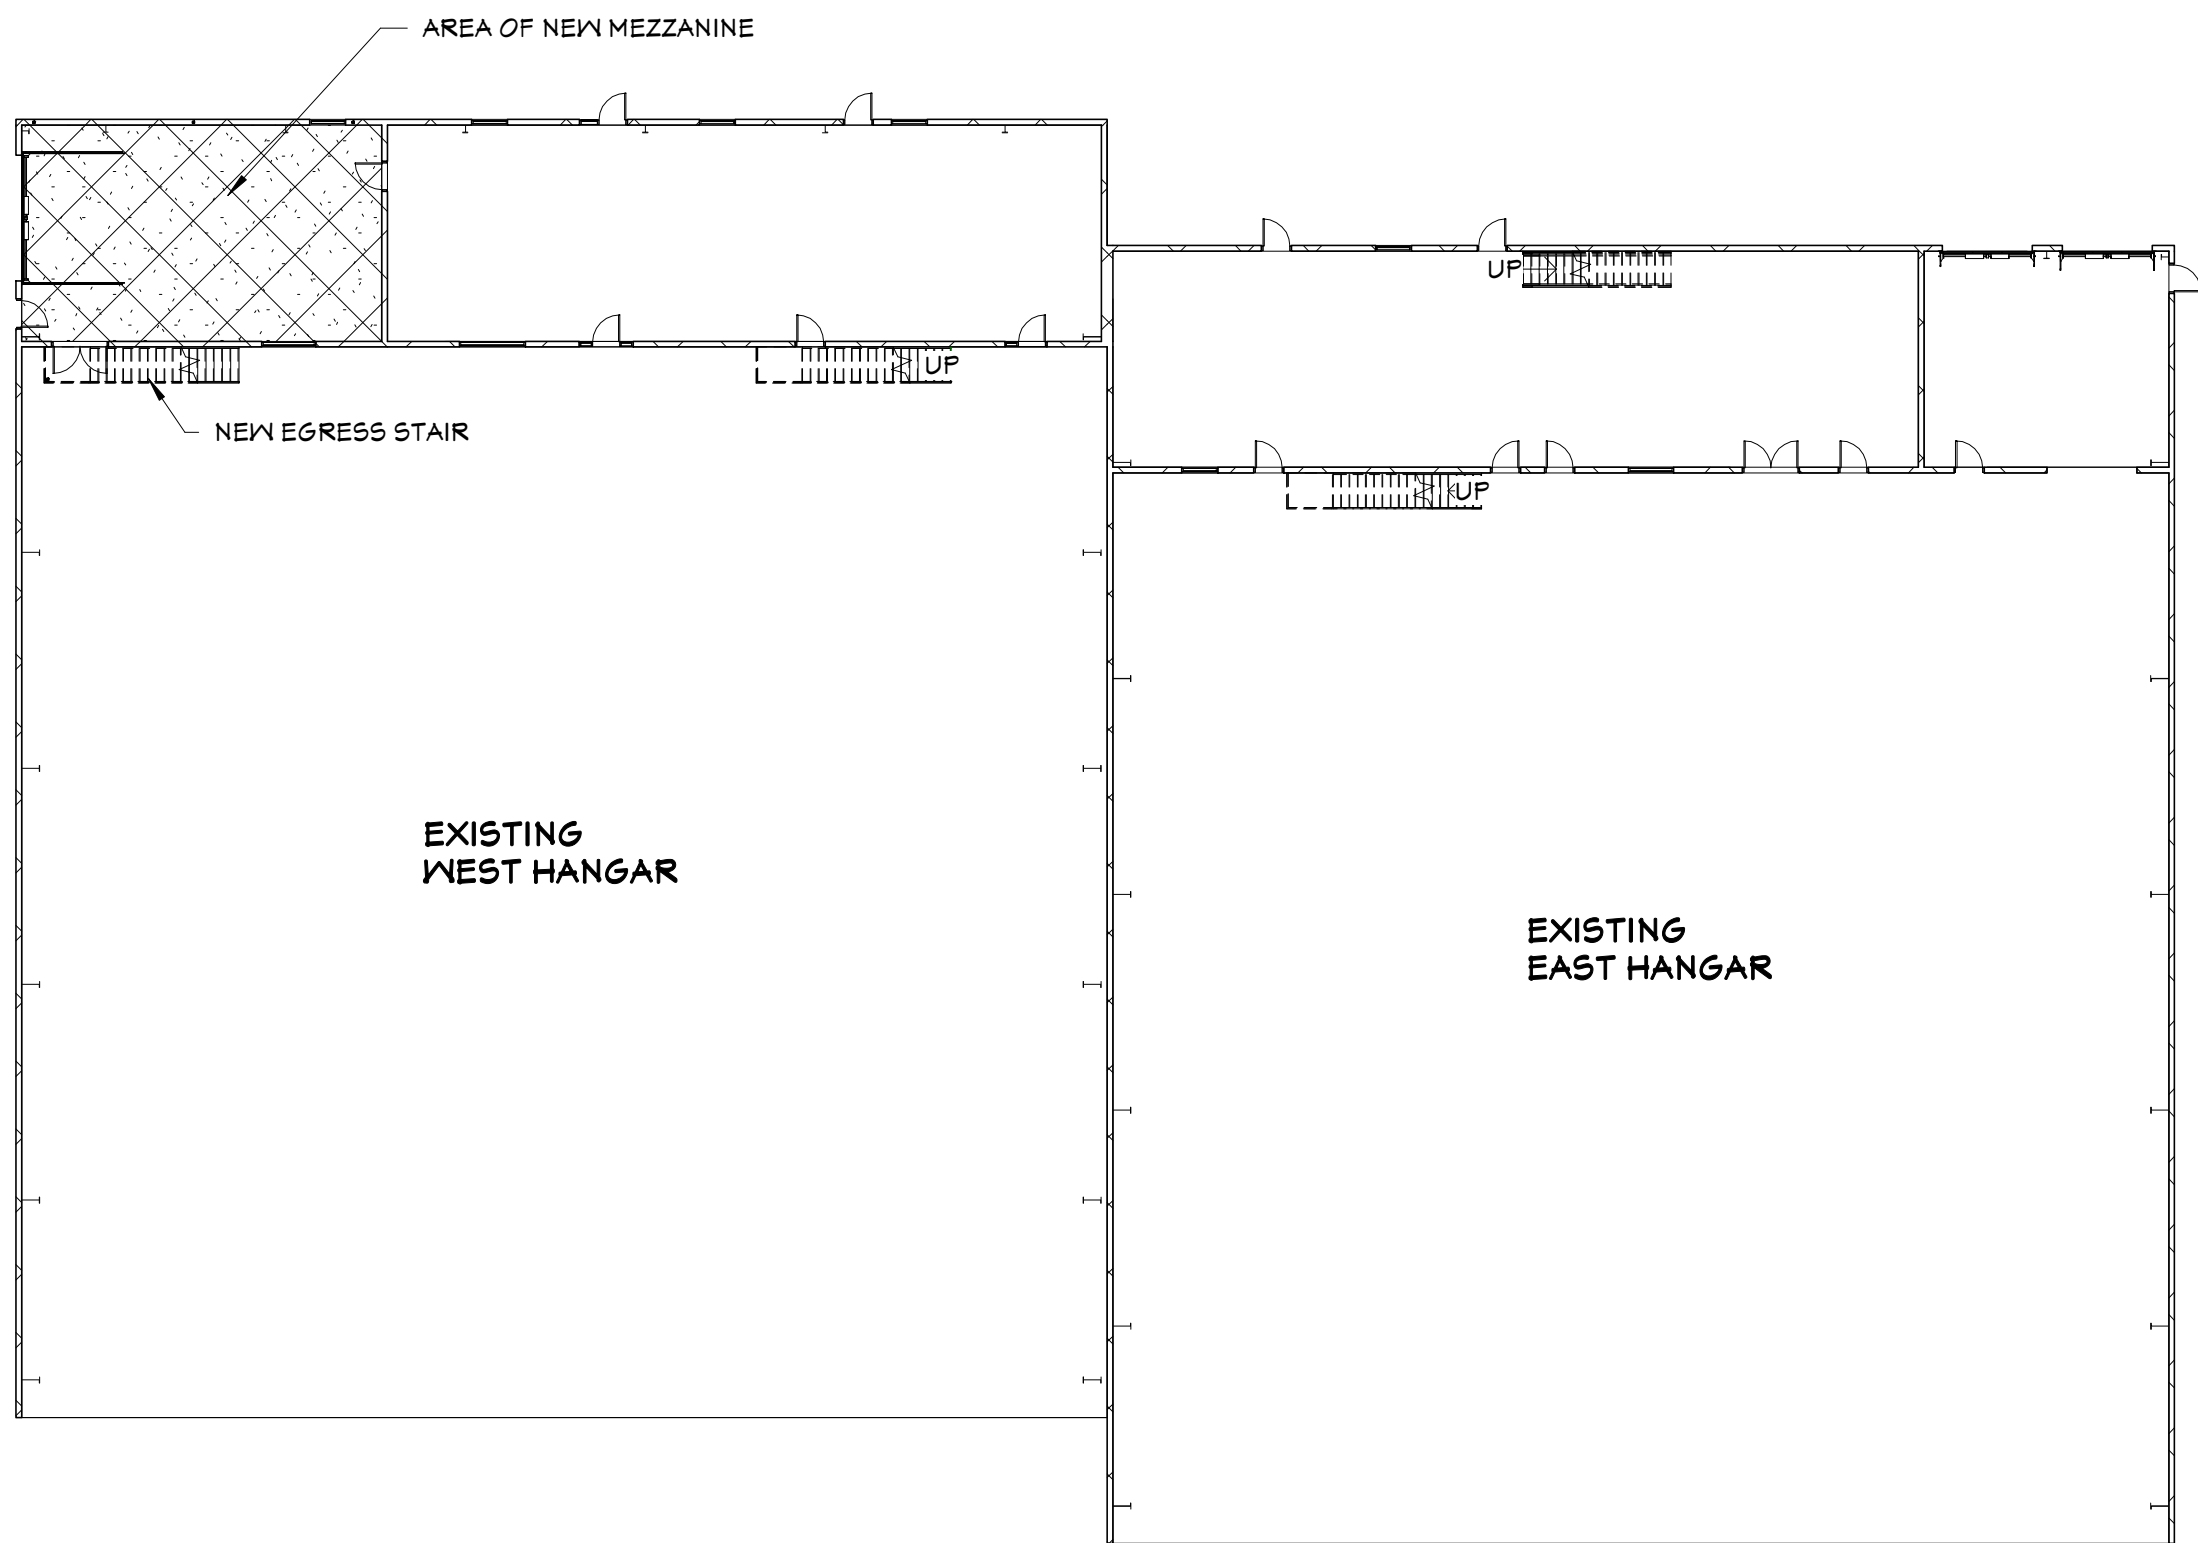 AREA OF NEW MEZZANINE
UP
UP
NEW EGRESS STAIR
UP
EXISTING
WEST HANGAR
EXISTING
EAST HANGAR